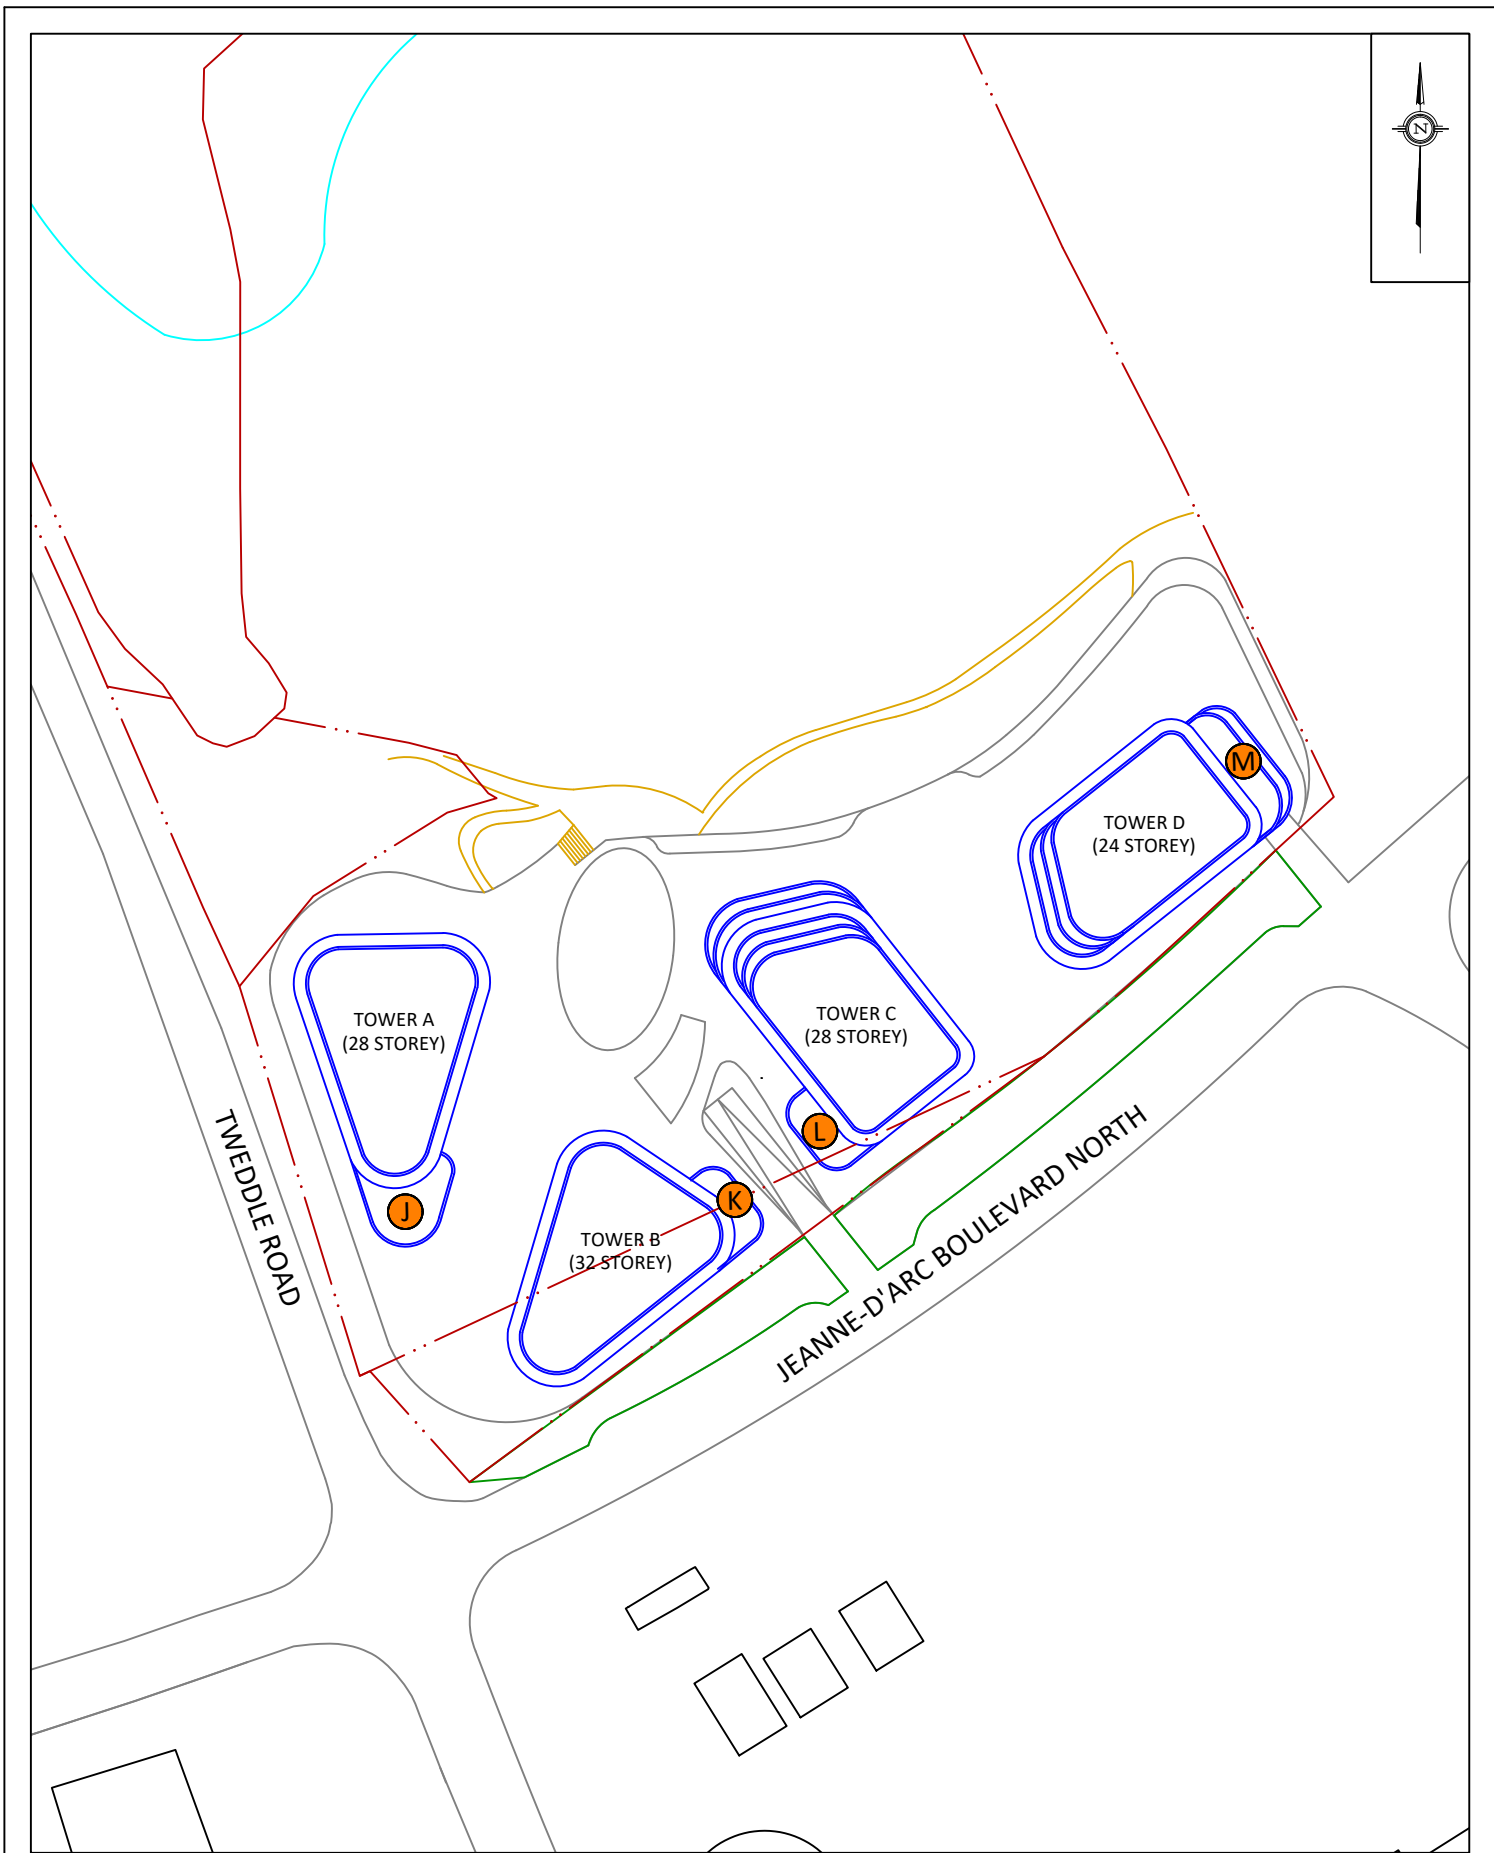 N
M
TOWER D
(24 STOREY)
TOWER A
(28 STOREY)
TOWER C
(28 STOREY)
L
K
J
TOWER B
(32 STOREY)
TWEDDLE ROAD
JEANNE-D'ARC BOULEVARD NORTH